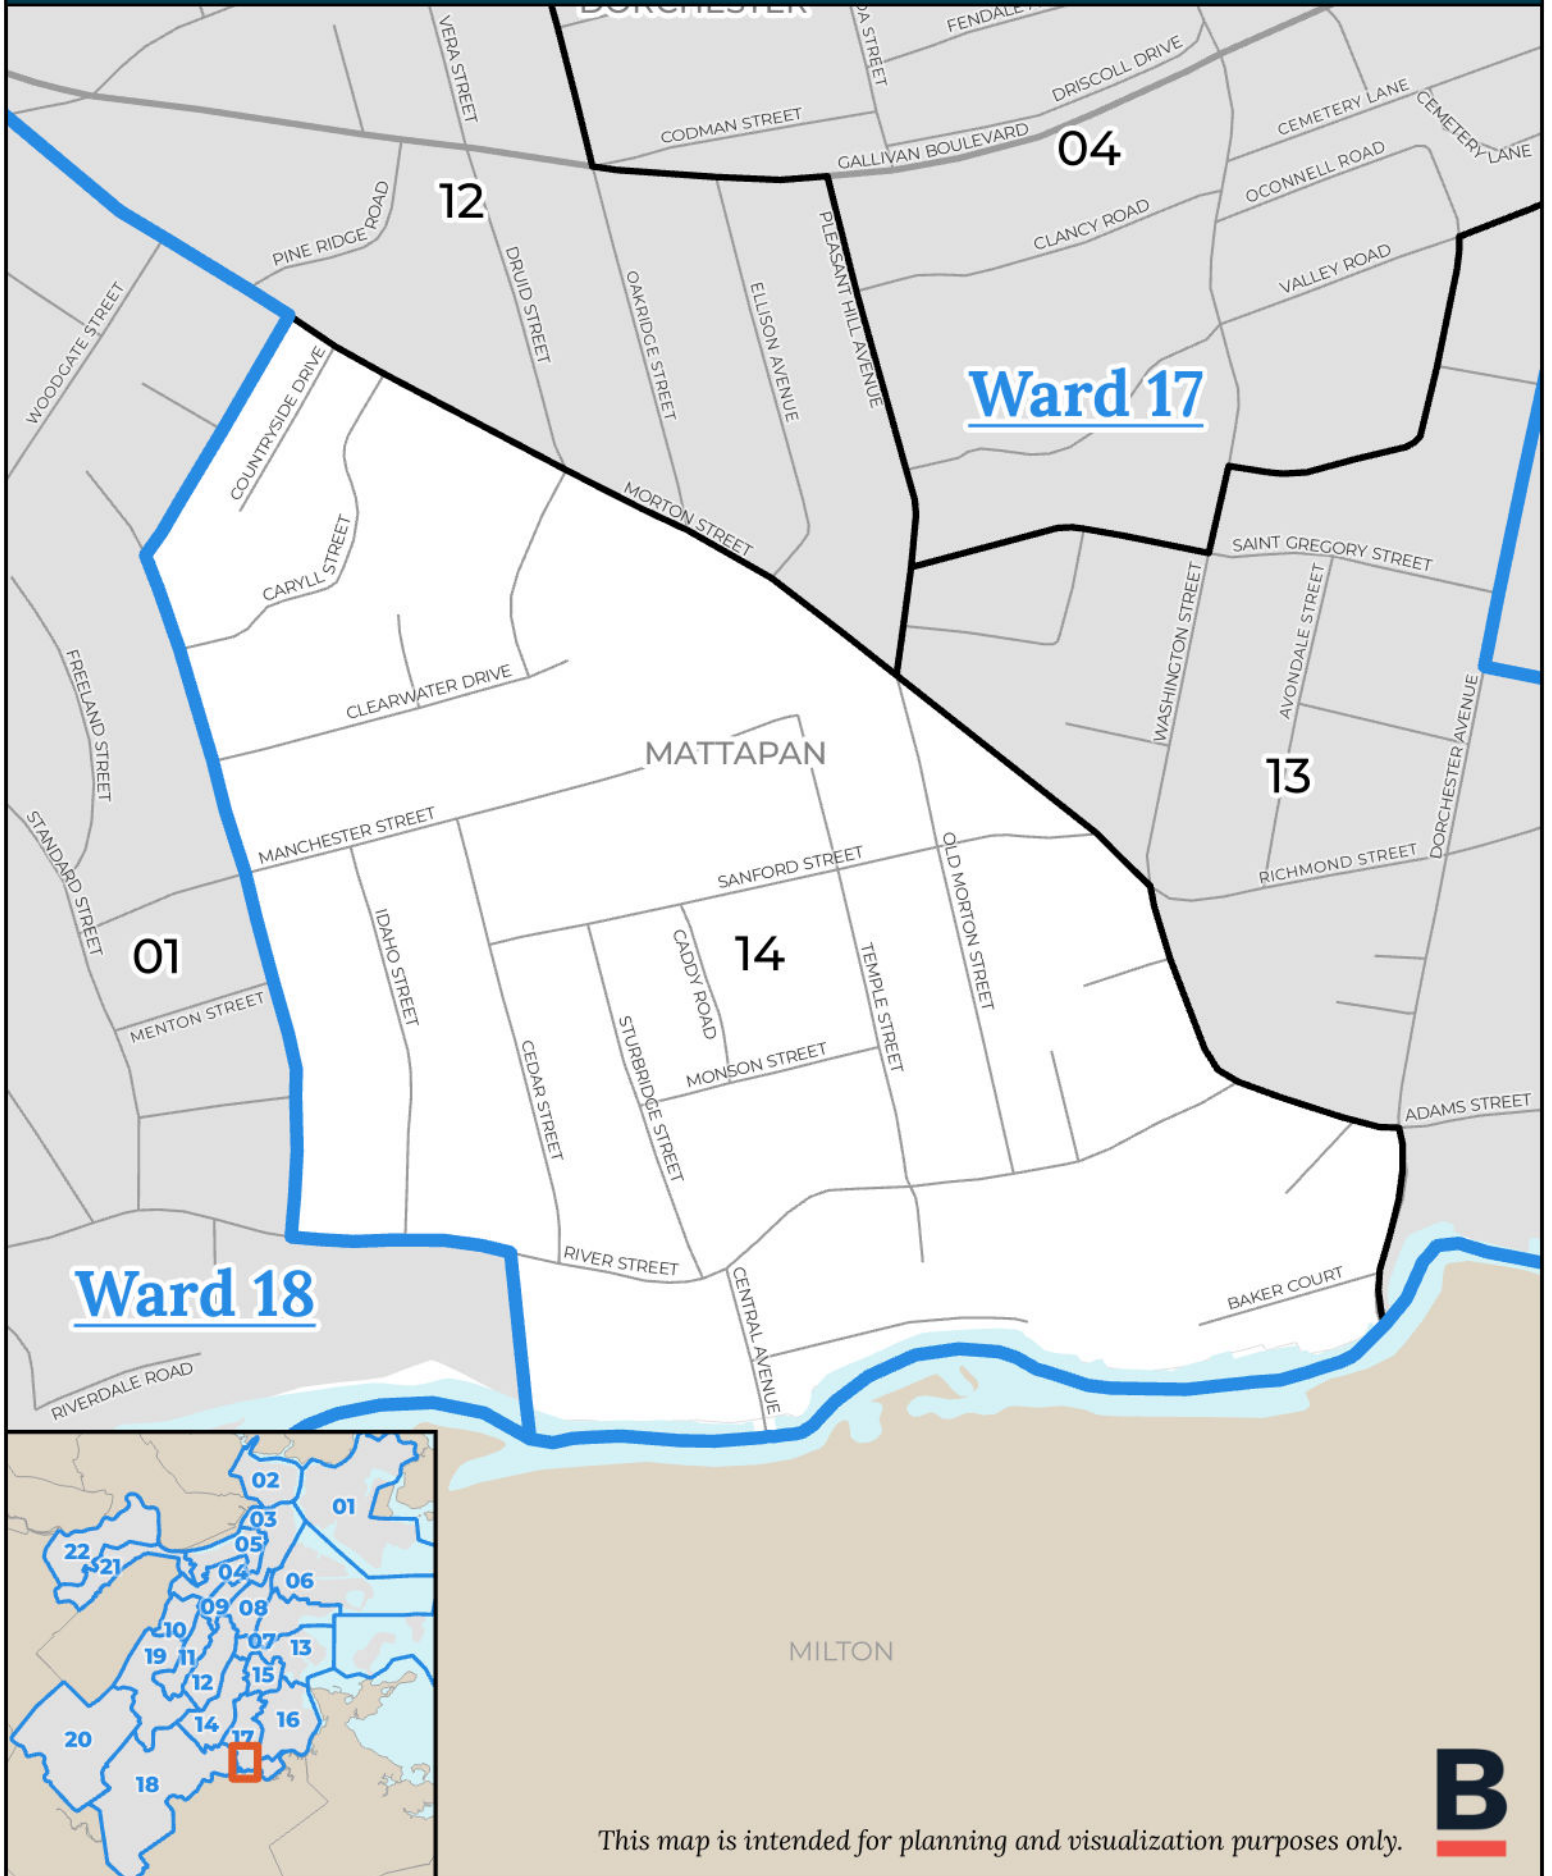 DORCHESTER
VERA STREET
DA STREET
FENDALE
DRISCOLL DRIVE
CODMAN STREET
GALLIVAN BOULEVARD
04
CEMETERY LANE
CEMETERY LANE
OCONNELL ROAD
12
PINE RIDGE ROAD
CLANCY ROAD
VALLEY ROAD
PLEASANT HILL AVENUE
DRUID STREET
OAKRIDGE STREET
ELLISON AVENUE
WOODGATE STREET
COUNTRYSIDE DRIVE
Ward 17
MORTON STREET
CARYLL STREET
SAINT GREGORY STREET
WASHINGTON STREET
AVONDALE STREET
DORCHESTER AVENUE
FREELAND STREET
CLEARWATER DRIVE
MATTAPAN
13
STANDARD STREET
MANCHESTER STREET
SANFORD STREET
OLD MORTON STREET
RICHMOND STREET
01
IDAHO STREET
CADDY ROAD
14
TEMPLE STREET
MENTON STREET
CEDAR STREET
STURBRIDGE STREET
MONSON STREET
ADAMS STREET
RIVER STREET
Ward 18
CENTRAL AVENUE
BAKER COURT
RIVERDALE ROAD
02
01
03
05
22
21
04
06
09
08
10
07
13
19
11
12
15
14
16
17
20
18
MILTON
This map is intended for planning and visualization purposes only.
B